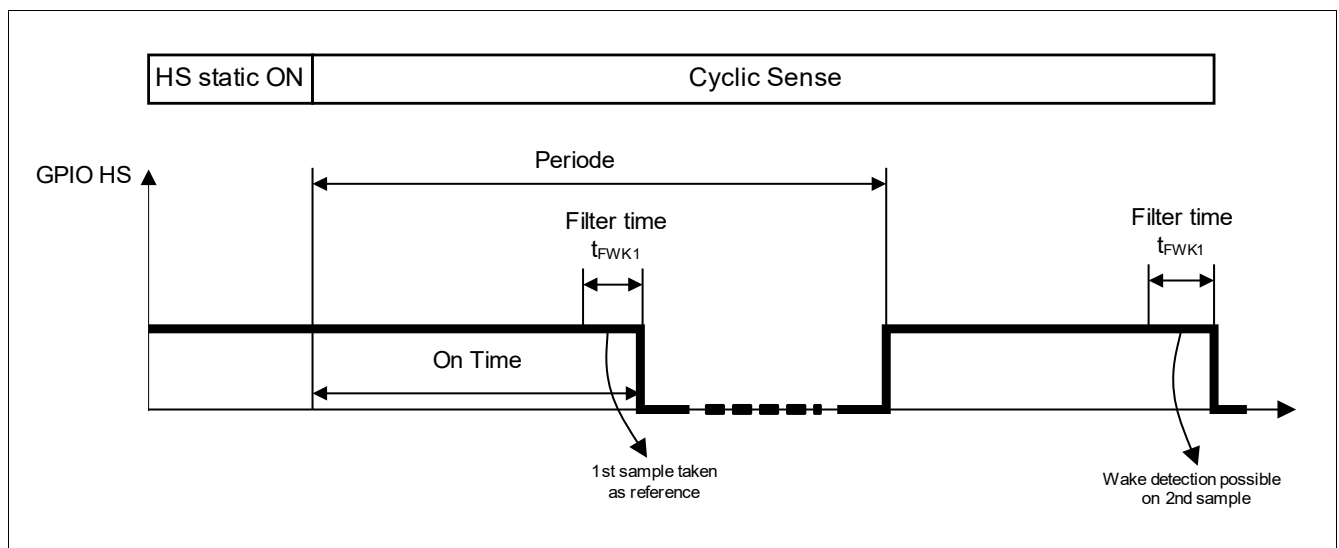 HS static ON
Cyclic Sense
GPIO HS
Periode
Filter time
tFWK1
Filter time
tFWK1
On Time
1st sample taken
as reference
Wake detection possible
on 2nd sample